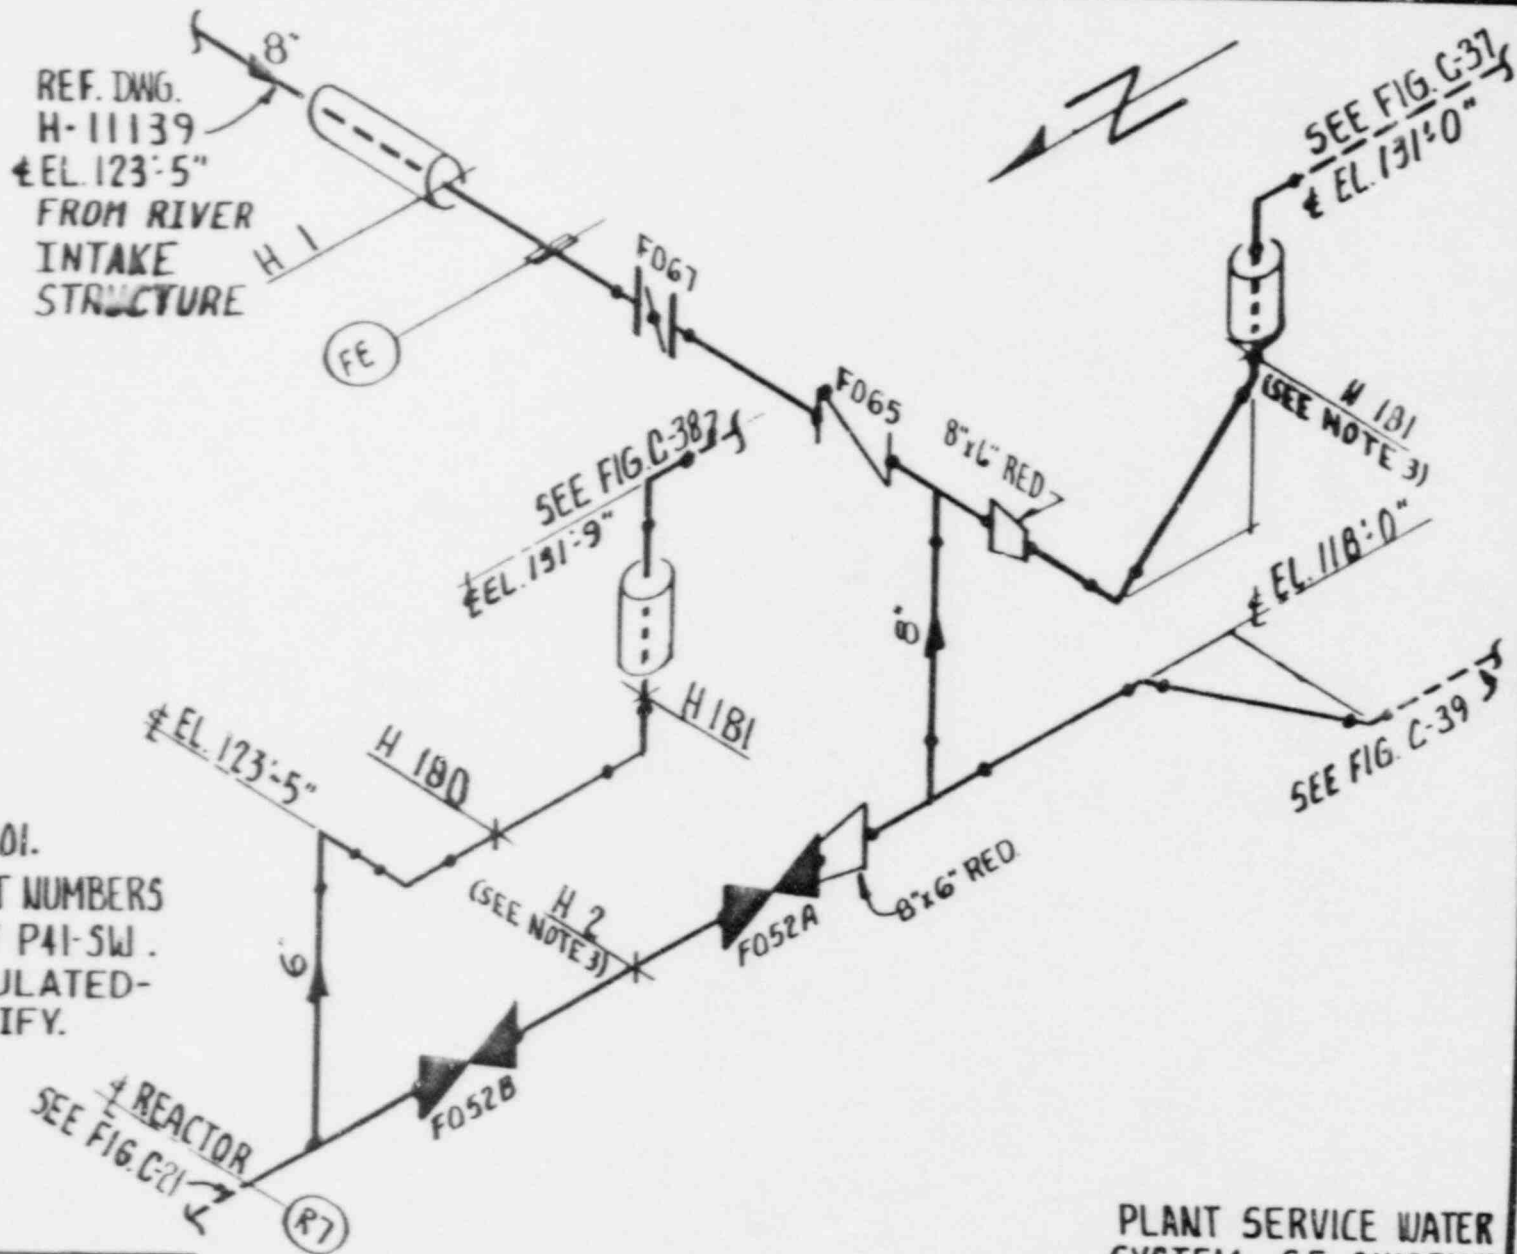 8"
REF. DWG.
H-11139
℄ EL. 123'-5"
FROM RIVER
INTAKE
STRUCTURE
H 1
FE
F067
N
SEE FIG. C-37
℄ EL. 131'-0"
F065
8"x6" RED
H 181
(SEE NOTE 3)
SEE FIG. C-38
℄ EL. 131'-9"
℄ EL. 118'-0"
8"
H 181
SEE FIG. C-39
℄ EL. 123'-5"
H 180
01.
T NUMBERS
P41-SW.
ULATED-
IFY.
H 2
(SEE NOTE 3)
F052A
8"x6" RED.
6"
F052B
℄ REACTOR
SEE FIG. C-21
R7
PLANT SERVICE WATER